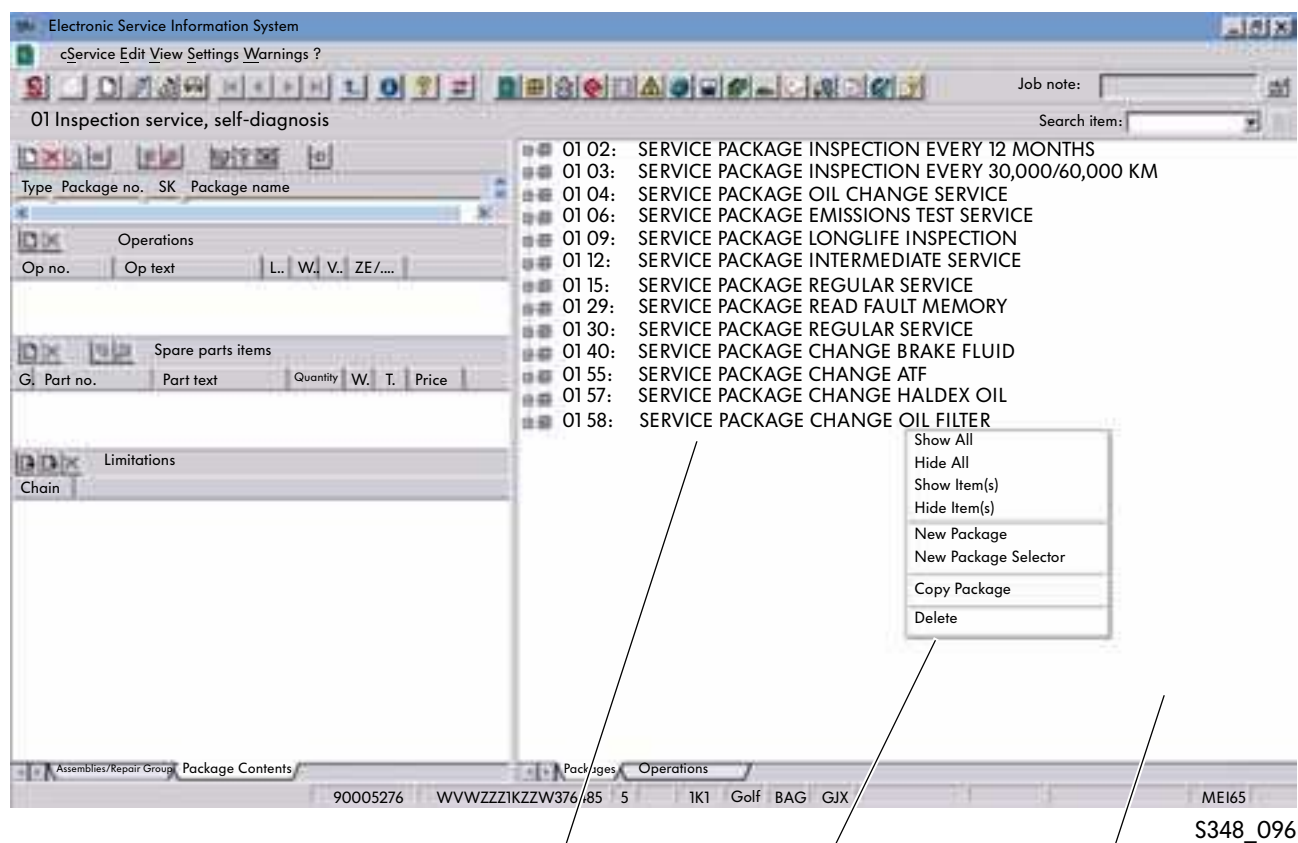 Electronic Service Information System
cService Edit View Settings Warnings ?
Job note:
01 Inspection service, self-diagnosis
Search item:
Type Package no. SK Package name
Operations
Op no. Op text L.. W.. V.. ZE/....
Spare parts items
G. Part no. Part text Quantity W. T. Price
Limitations
Chain
01 02: SERVICE PACKAGE INSPECTION EVERY 12 MONTHS
01 03: SERVICE PACKAGE INSPECTION EVERY 30,000/60,000 KM
01 04: SERVICE PACKAGE OIL CHANGE SERVICE
01 06: SERVICE PACKAGE EMISSIONS TEST SERVICE
01 09: SERVICE PACKAGE LONGLIFE INSPECTION
01 12: SERVICE PACKAGE INTERMEDIATE SERVICE
01 15: SERVICE PACKAGE REGULAR SERVICE
01 29: SERVICE PACKAGE READ FAULT MEMORY
01 30: SERVICE PACKAGE REGULAR SERVICE
01 40: SERVICE PACKAGE CHANGE BRAKE FLUID
01 55: SERVICE PACKAGE CHANGE ATF
01 57: SERVICE PACKAGE CHANGE HALDEX OIL
01 58: SERVICE PACKAGE CHANGE OIL FILTER
Show All
Hide All
Show Item(s)
Hide Item(s)
New Package
New Package Selector
Copy Package
Delete
Assemblies/Repair Group Package Contents
Packages Operations
90005276 WVWZZZ1KZZW376485 5 1K1 Golf BAG GJX MEI65
S348_096